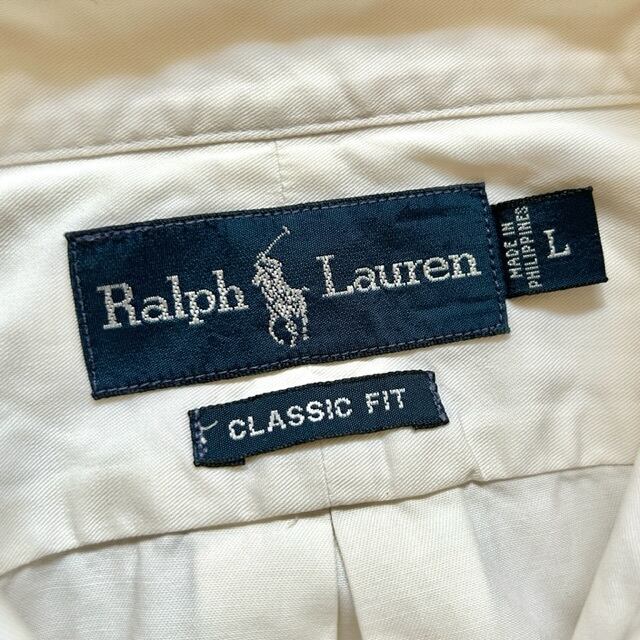 Ralph Lauren
MADE IN
PHILIPPINES
L
CLASSIC FIT